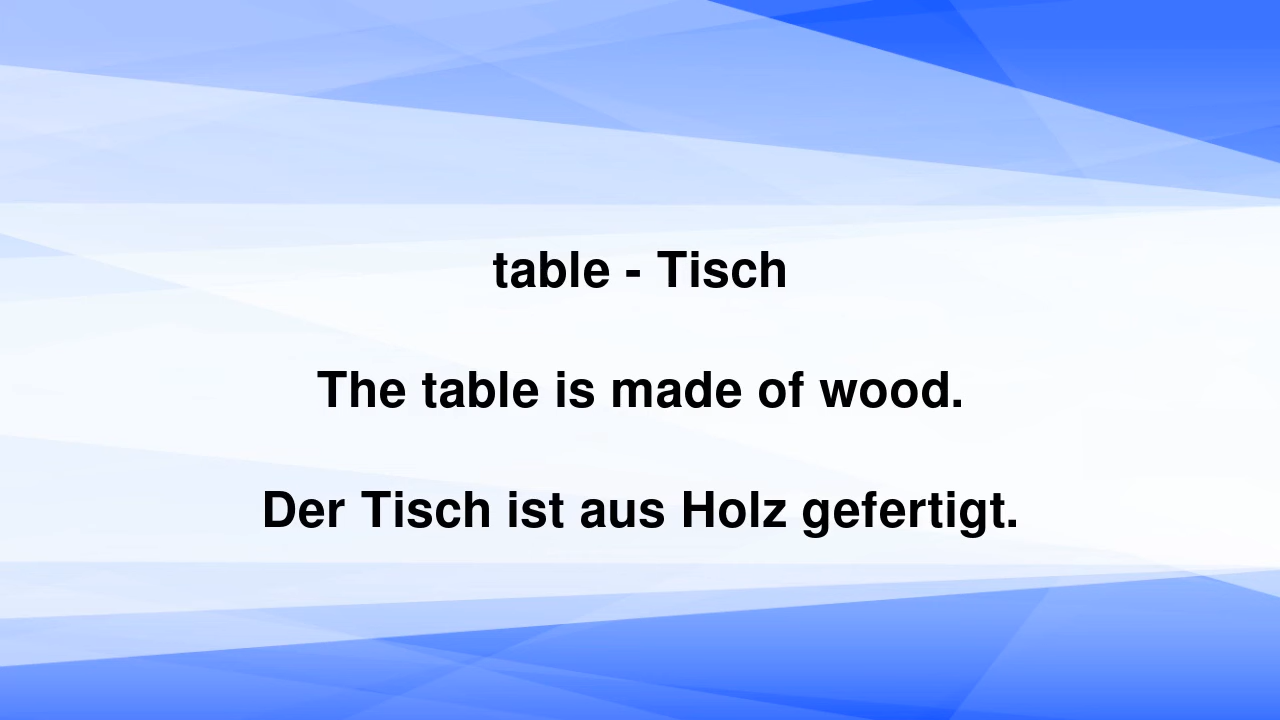 table - Tisch
The table is made of wood.
Der Tisch ist aus Holz gefertigt.